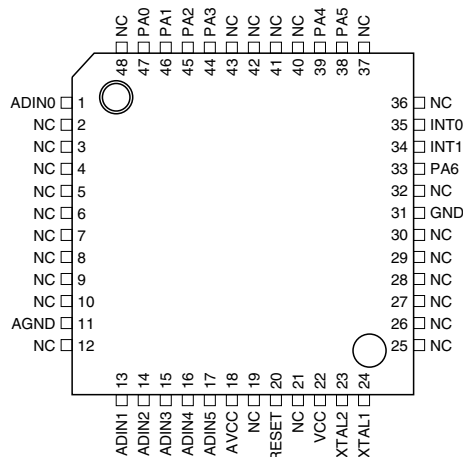 NC PA0 PA1 PA2 PA3 NC NC NC NC PA4 PA5 NC
48 47 46 45 44 43 42 41 40 39 38 37
ADIN0 1
NC 2
NC 3
NC 4
NC 5
NC 6
NC 7
NC 8
NC 9
NC 10
AGND 11
NC 12
36 NC
35 INT0
34 INT1
33 PA6
32 NC
31 GND
30 NC
29 NC
28 NC
27 NC
26 NC
25 NC
13 14 15 16 17 18 19 20 21 22 23 24
ADIN1 ADIN2 ADIN3 ADIN4 ADIN5 AVCC NC RESET NC VCC XTAL2 XTAL1